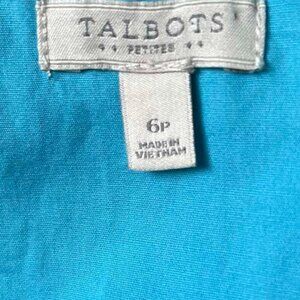 TALBOTS
PETITES
6P
MADE IN
VIETNAM